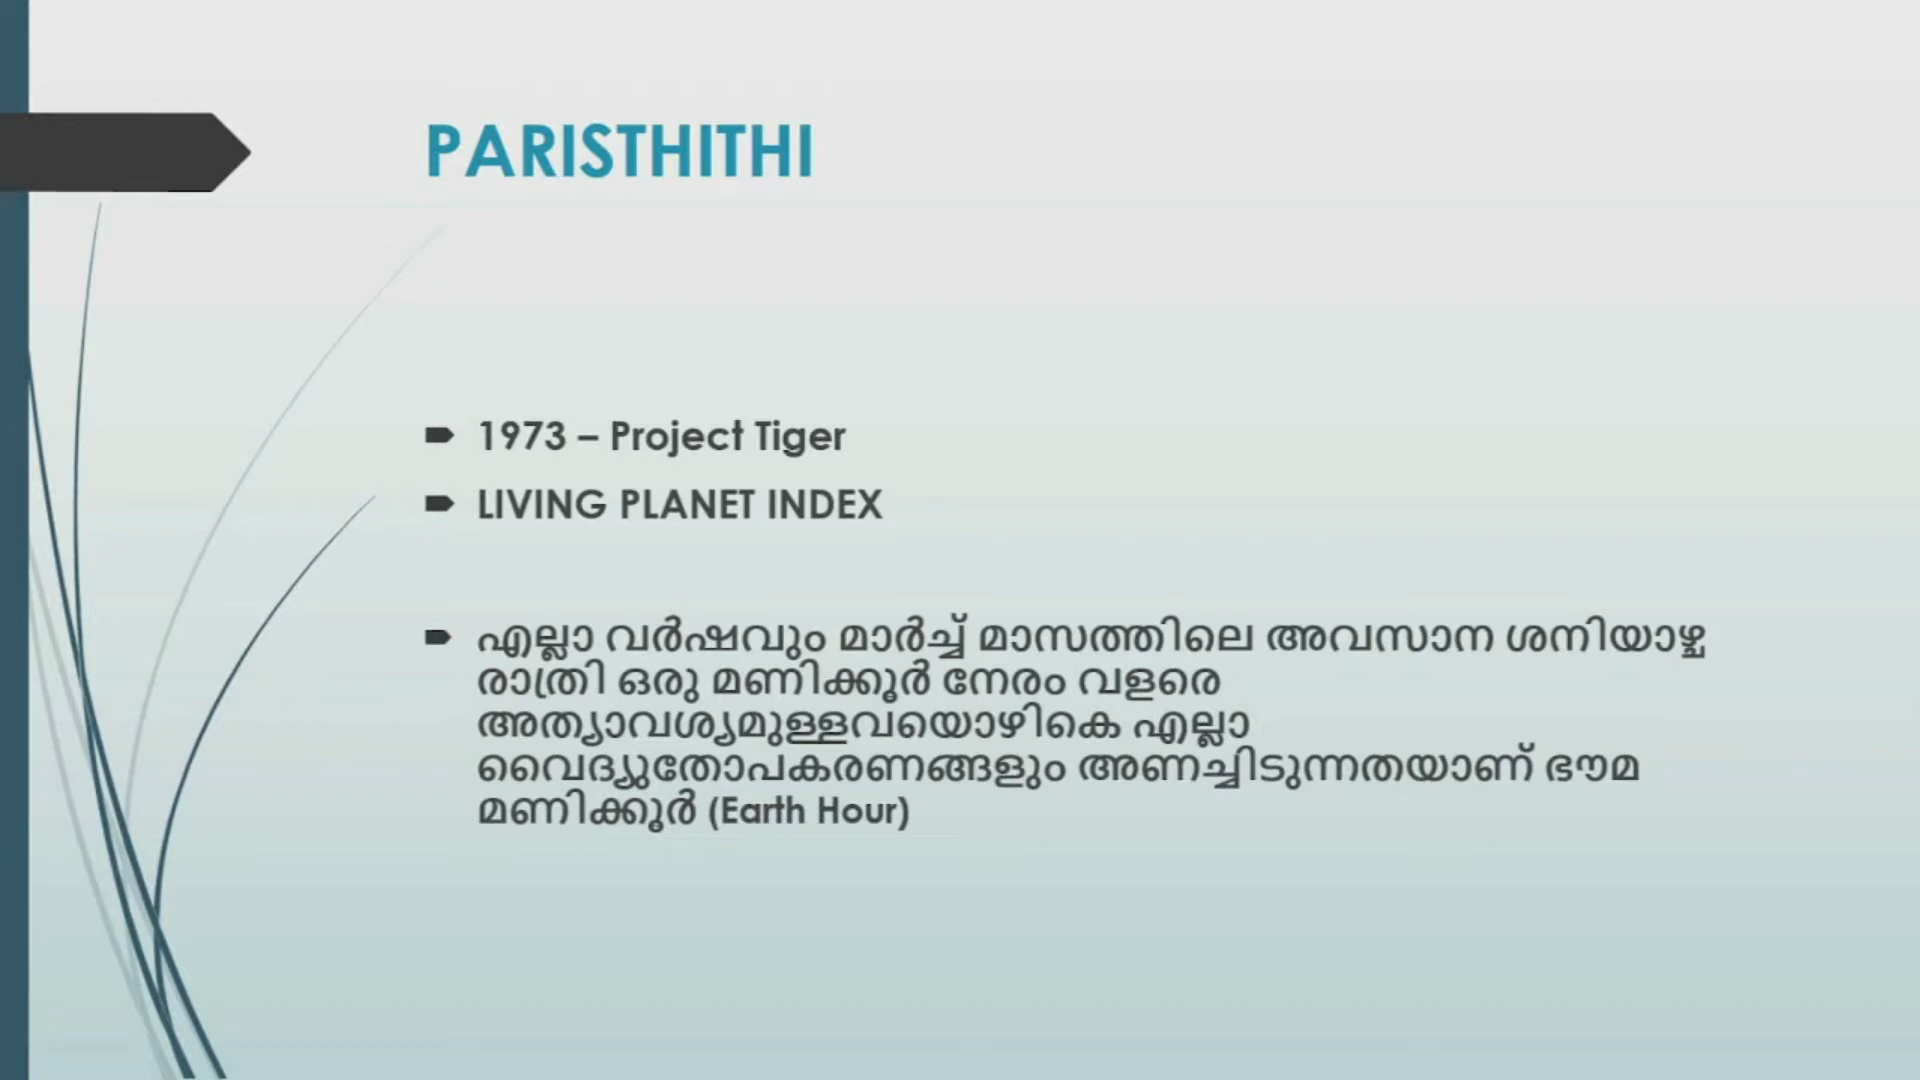 PARISTHITHI
1973 – Project Tiger
LIVING PLANET INDEX
എല്ലാ വർഷവും മാർച്ച് മാസത്തിലെ അവസാന ശനിയാഴ്ച
രാത്രി ഒരു മണിക്കൂർ നേരം വളരെ
അത്യാവശ്യമുള്ളവയൊഴികെ എല്ലാ
വൈദ്യുതോപകരണങ്ങളും അണച്ചിടുന്നതയാണ് ഭൗമ
മണിക്കൂർ (Earth Hour)